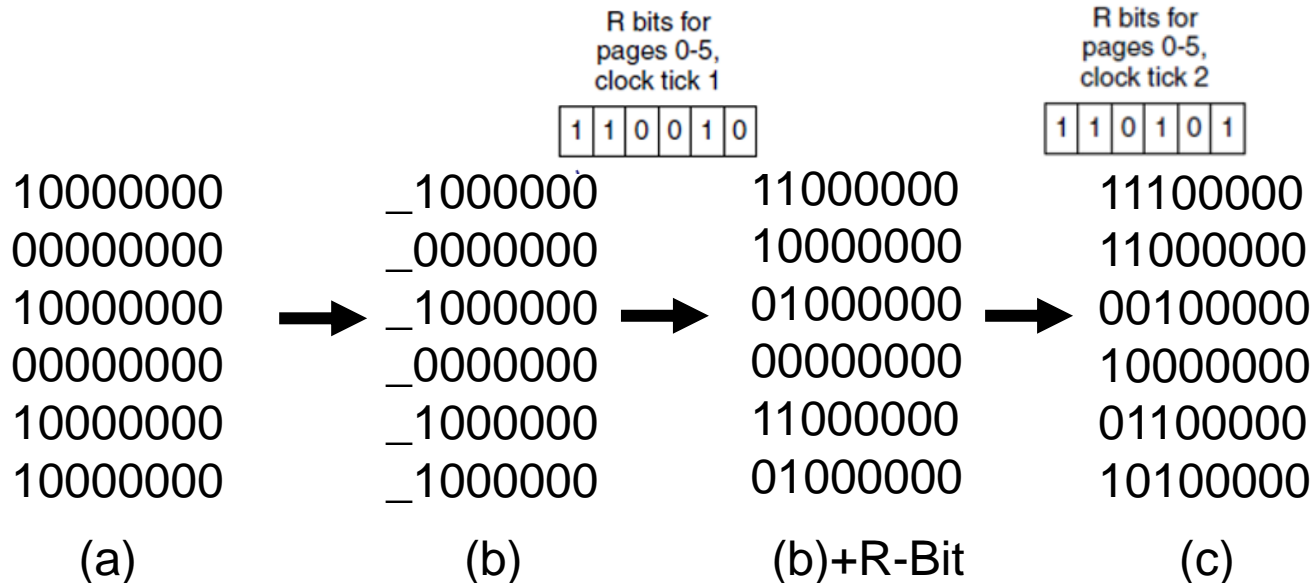 R bits for
pages 0-5,
clock tick 1
1 1 0 0 1 0
R bits for
pages 0-5,
clock tick 2
1 1 0 1 0 1
10000000 _1000000 11000000 11100000
00000000 _0000000 10000000 11000000
10000000 _1000000 01000000 00100000
00000000 _0000000 00000000 10000000
10000000 _1000000 11000000 01100000
10000000 _1000000 01000000 10100000
(a) (b) (b)+R-Bit (c)